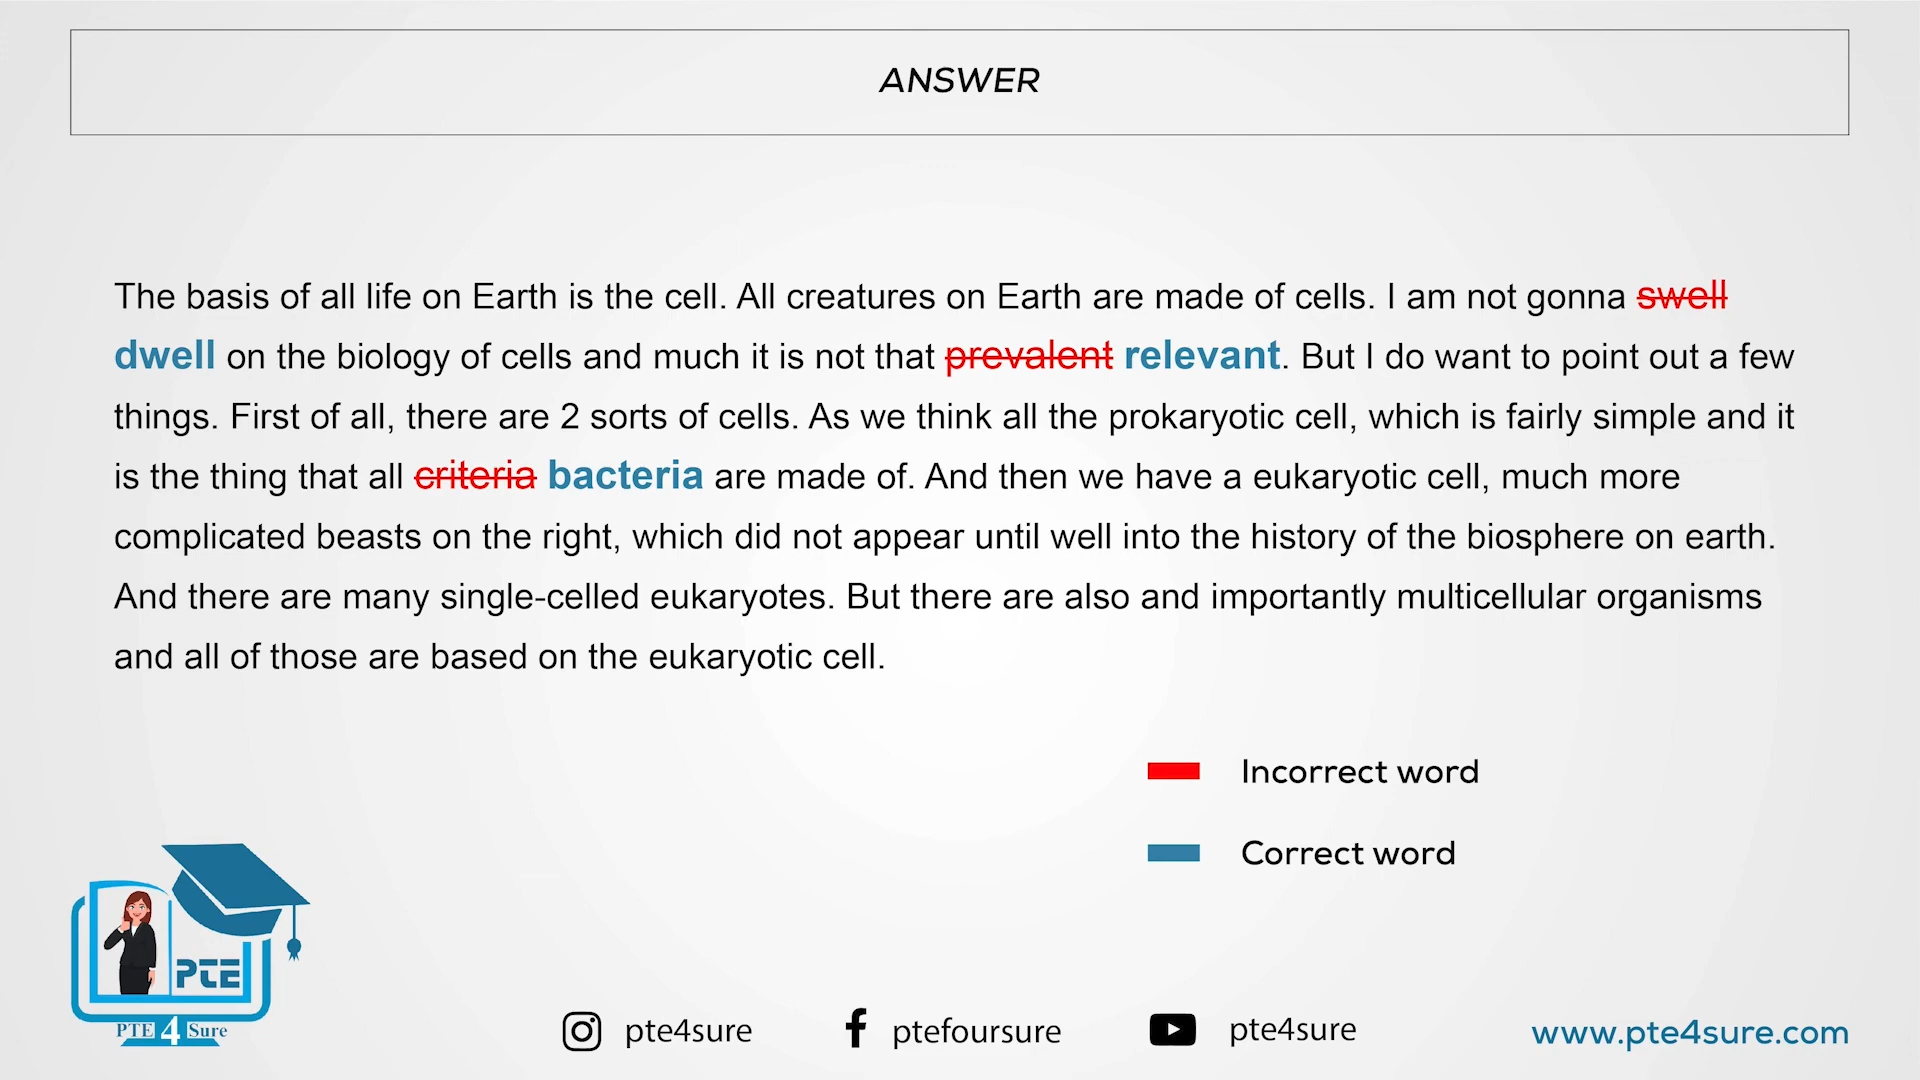 ANSWER
The basis of all life on Earth is the cell. All creatures on Earth are made of cells. I am not gonna swell
dwell on the biology of cells and much it is not that prevalent relevant. But I do want to point out a few
things. First of all, there are 2 sorts of cells. As we think all the prokaryotic cell, which is fairly simple and it
is the thing that all criteria bacteria are made of. And then we have a eukaryotic cell, much more
complicated beasts on the right, which did not appear until well into the history of the biosphere on earth.
And there are many single-celled eukaryotes. But there are also and importantly multicellular organisms
and all of those are based on the eukaryotic cell.
Incorrect word
Correct word
PTE
PTE 4 Sure
pte4sure
ptefoursure
pte4sure
www.pte4sure.com